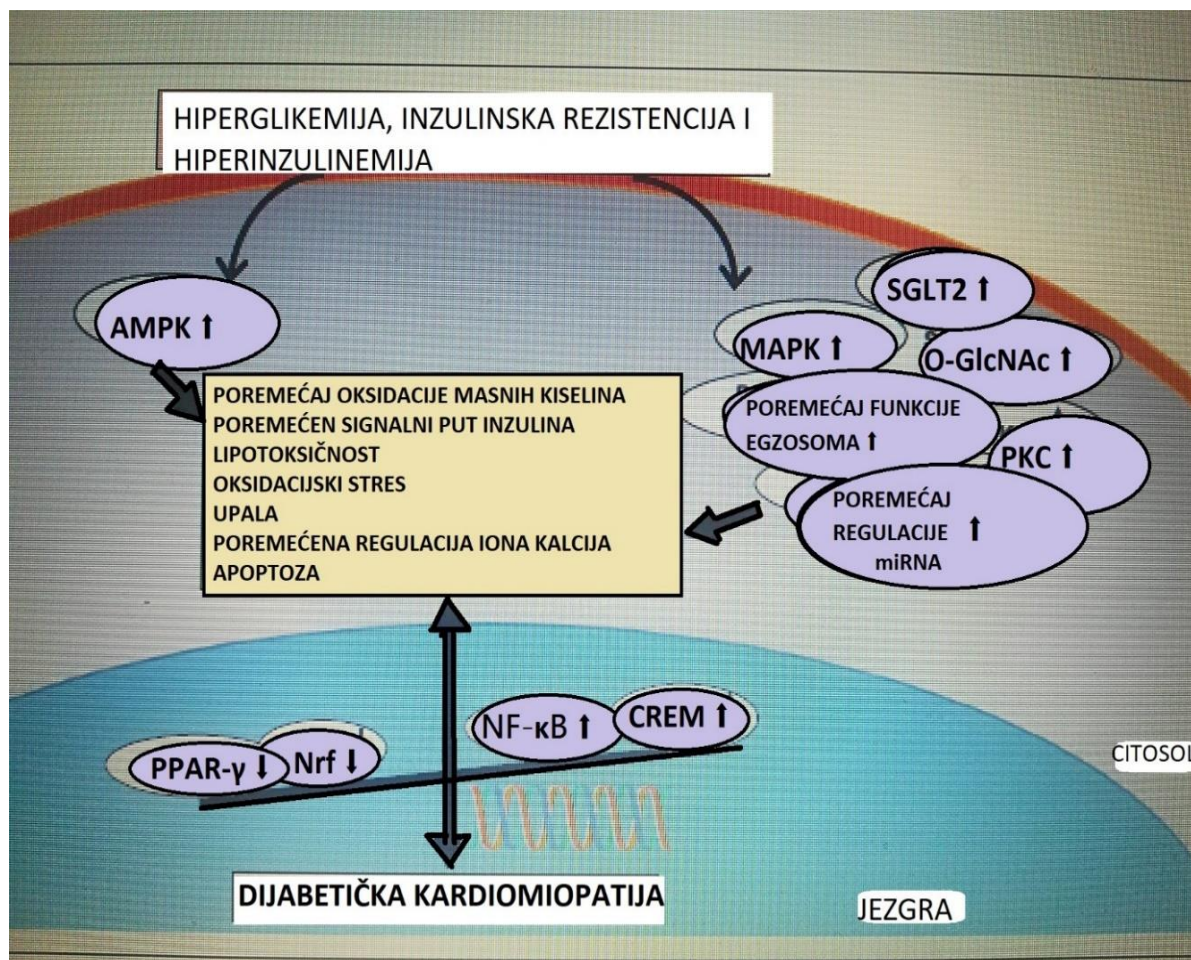 HIPERGLIKEMIJA, INZULINSKA REZISTENCIJA I
HIPERINZULINEMIJA
AMPK ⬆
SGLT2 ⬆
MAPK ⬆
O-GlcNAc ⬆
POREMEĆAJ FUNKCIJE
EGZOSOMA ⬆
PKC ⬆
POREMEĆAJ
REGULACIJE ⬆
miRNA
POREMEĆAJ OKSIDACIJE MASNIH KISELINA
POREMEĆEN SIGNALNI PUT INZULINA
LIPOTOKSIČNOST
OKSIDACIJSKI STRES
UPALA
POREMEĆENA REGULACIJA IONA KALCIJA
APOPTOZA
NF-κB ⬆
CREM ⬆
PPAR-γ ⬇
Nrf ⬇
CITOSOL
DIJABETIČKA KARDIOMIOPATIJA
JEZGRA